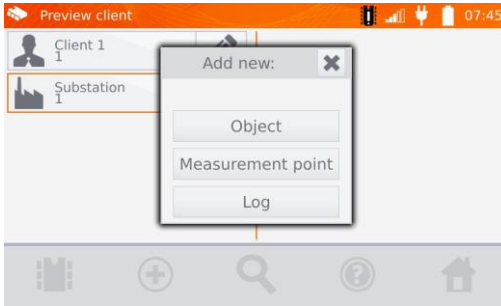 Preview client
07:45
Client 1
1
Substation
1
Add new:
Object
Measurement point
Log